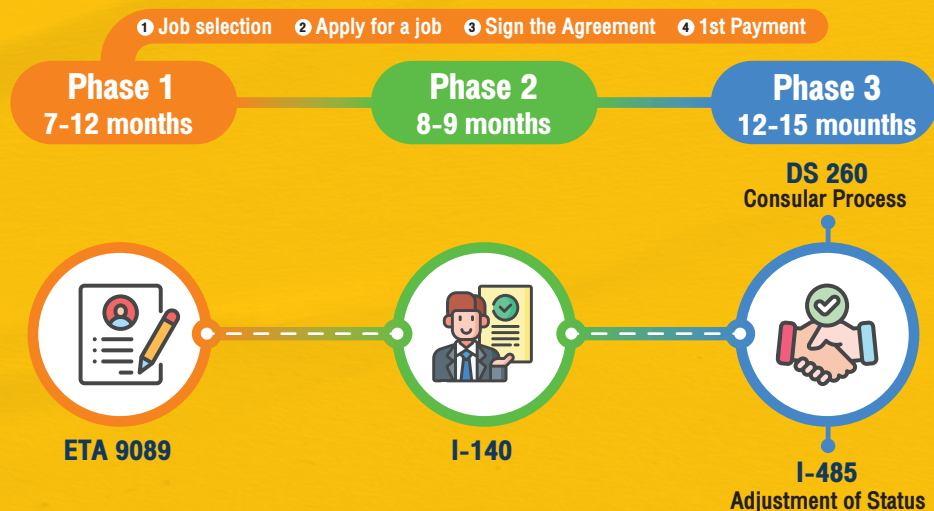 1 Job selection 2 Apply for a job 3 Sign the Agreement 4 1st Payment
Phase 1
7-12 months
Phase 2
8-9 months
Phase 3
12-15 mounths
DS 260
Consular Process
ETA 9089
I-140
I-485
Adjustment of Status